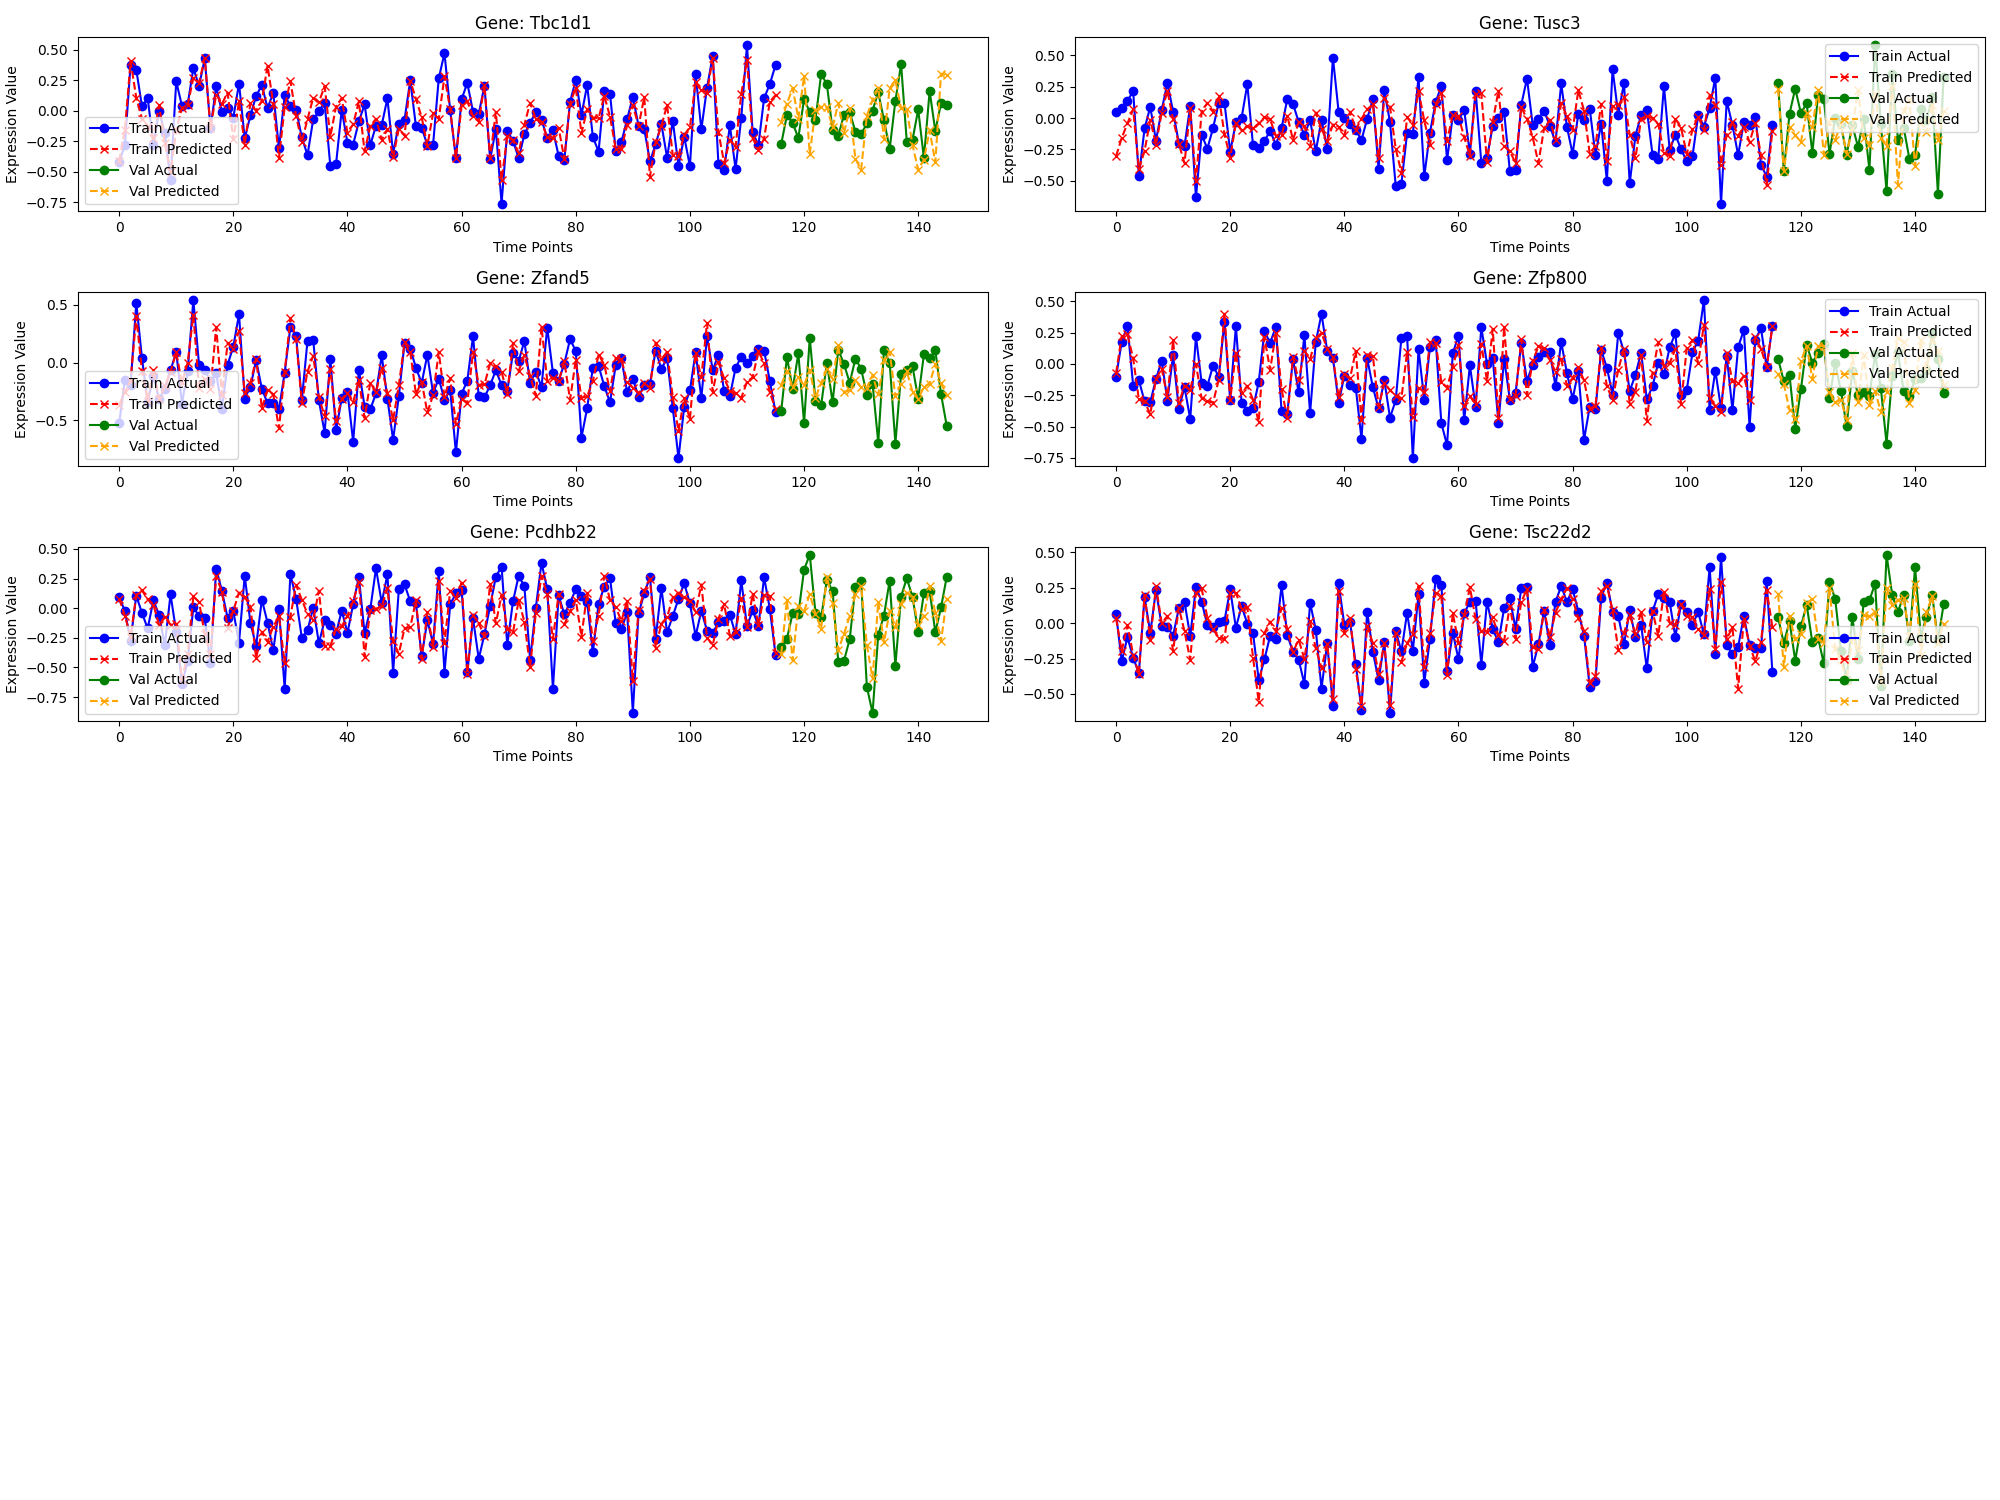 Gene: Tbc1d1
Expression Value
0.50
0.25
0.00
−0.25
−0.50
−0.75
Train Actual
Train Predicted
Val Actual
Val Predicted
0 20 40 60 80 100 120 140
Time Points
Gene: Tusc3
Expression Value
0.50
0.25
0.00
−0.25
−0.50
Train Actual
Train Predicted
Val Actual
Val Predicted
0 20 40 60 80 100 120 140
Time Points
Gene: Zfand5
Expression Value
0.5
0.0
−0.5
Train Actual
Train Predicted
Val Actual
Val Predicted
0 20 40 60 80 100 120 140
Time Points
Gene: Zfp800
Expression Value
0.50
0.25
0.00
−0.25
−0.50
−0.75
Train Actual
Train Predicted
Val Actual
Val Predicted
0 20 40 60 80 100 120 140
Time Points
Gene: Pcdhb22
Expression Value
0.50
0.25
0.00
−0.25
−0.50
−0.75
Train Actual
Train Predicted
Val Actual
Val Predicted
0 20 40 60 80 100 120 140
Time Points
Gene: Tsc22d2
Expression Value
0.50
0.25
0.00
−0.25
−0.50
Train Actual
Train Predicted
Val Actual
Val Predicted
0 20 40 60 80 100 120 140
Time Points